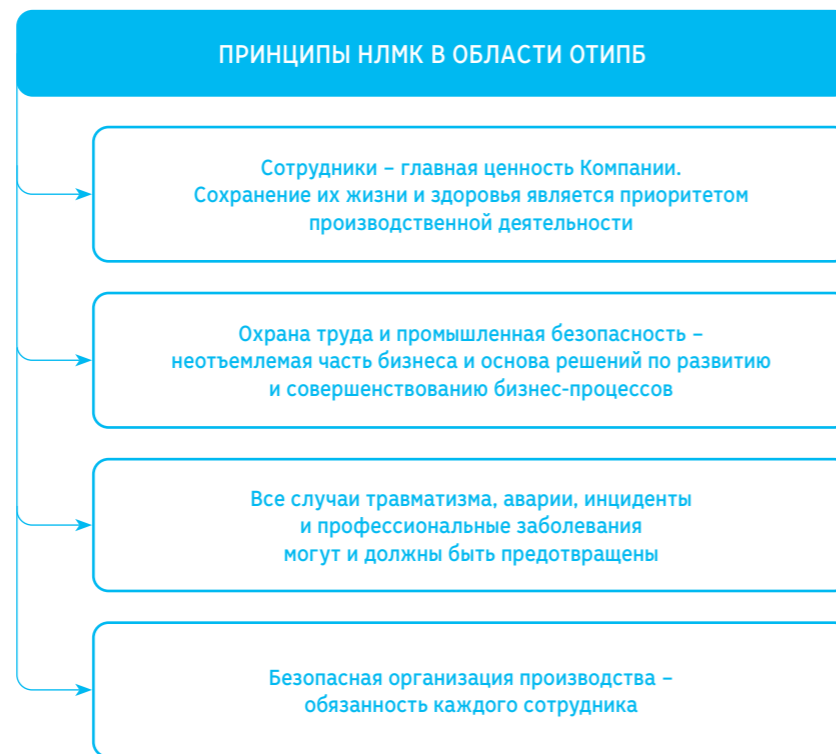 ПРИНЦИПЫ НЛМК В ОБЛАСТИ ОТИПБ
Сотрудники – главная ценность Компании.
Сохранение их жизни и здоровья является приоритетом
производственной деятельности
Охрана труда и промышленная безопасность –
неотъемлемая часть бизнеса и основа решений по развитию
и совершенствованию бизнес-процессов
Все случаи травматизма, аварии, инциденты
и профессиональные заболевания
могут и должны быть предотвращены
Безопасная организация производства –
обязанность каждого сотрудника